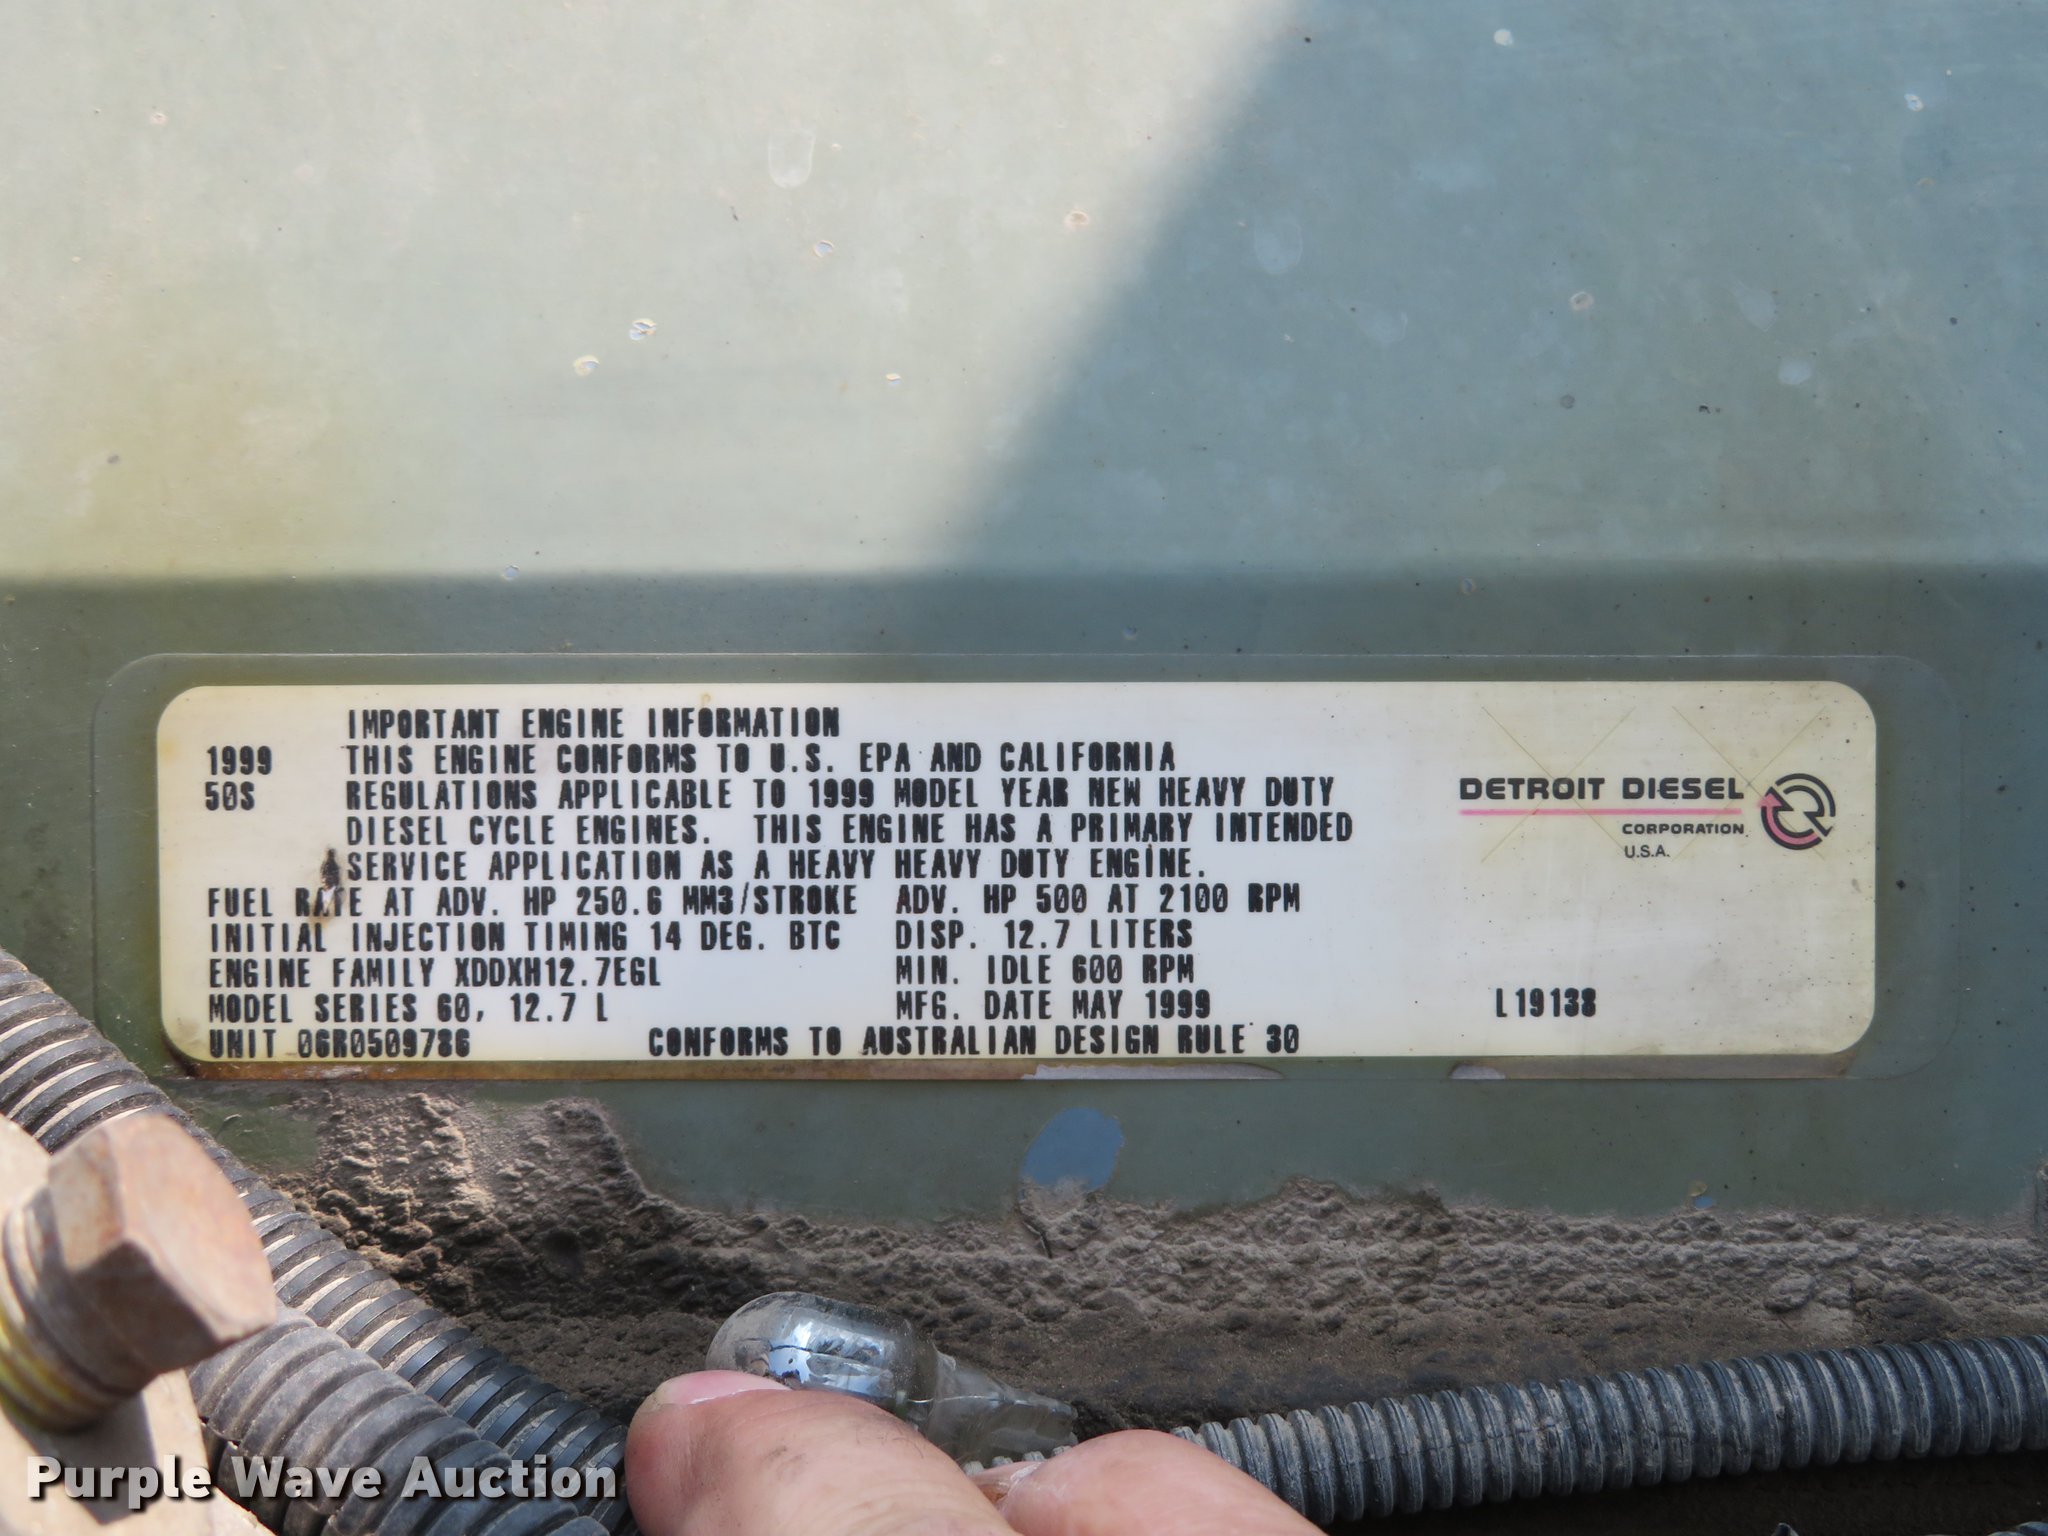 IMPORTANT ENGINE INFORMATION
1999 THIS ENGINE CONFORMS TO U.S. EPA AND CALIFORNIA
50S REGULATIONS APPLICABLE TO 1999 MODEL YEAR NEW HEAVY DUTY
DIESEL CYCLE ENGINES. THIS ENGINE HAS A PRIMARY INTENDED
SERVICE APPLICATION AS A HEAVY HEAVY DUTY ENGINE.
FUEL RATE AT ADV. HP 250.6 MM3/STROKE ADV. HP 500 AT 2100 RPM
INITIAL INJECTION TIMING 14 DEG. BTC DISP. 12.7 LITERS
ENGINE FAMILY XDDXH12.7EGL MIN. IDLE 600 RPM
MODEL SERIES 60, 12.7 L MFG. DATE MAY 1999 L19138
UNIT 06R0509786 CONFORMS TO AUSTRALIAN DESIGN RULE 30
DETROIT DIESEL
CORPORATION
U.S.A.
Purple Wave Auction